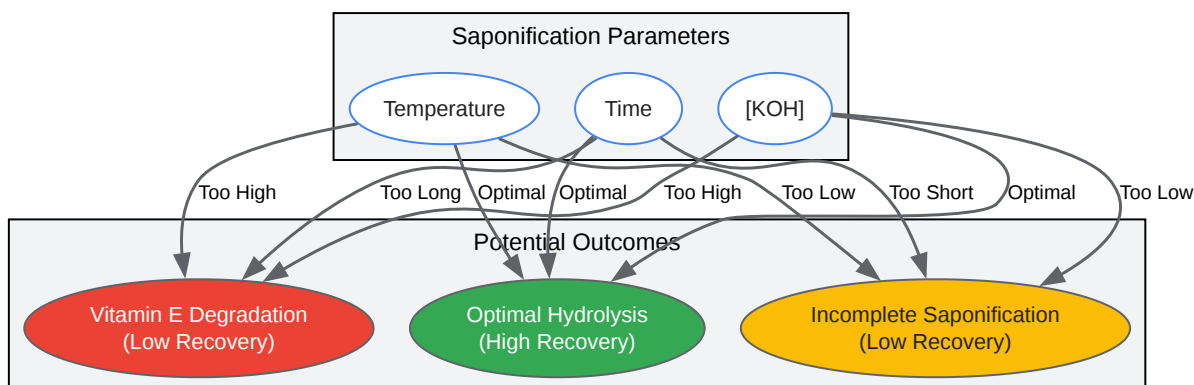 Saponification Parameters
Temperature
Time
[KOH]
Too High
Too Long
Optimal
Optimal
Too High
Too Low
Too Short
Optimal
Too Low
Potential Outcomes
Vitamin E Degradation
(Low Recovery)
Optimal Hydrolysis
(High Recovery)
Incomplete Saponification
(Low Recovery)